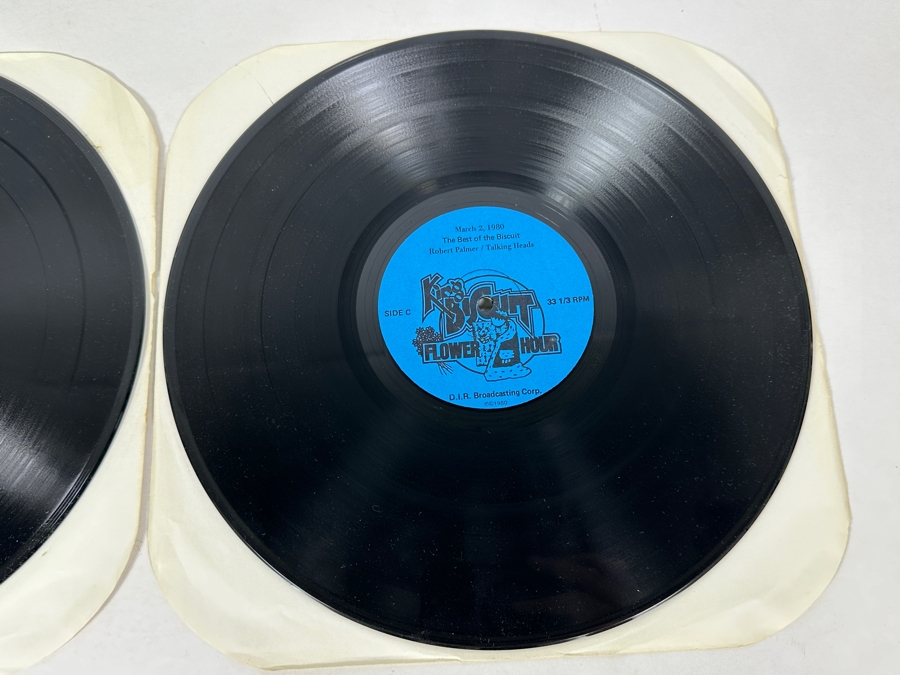 March 2, 1980
The Best of the Biscuit
Robert Palmer / Talking Heads
King
BISCUIT
SIDE C
33 1/3 RPM
FLOWER HOUR
D.I.R. Broadcasting Corp.